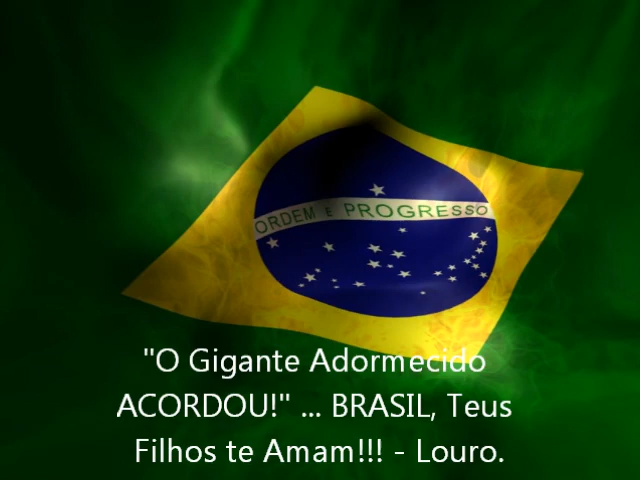 ORDEM E PROGRESSO
"O Gigante Adormecido
ACORDOU!" ... BRASIL, Teus
Filhos te Amam!!! - Louro.